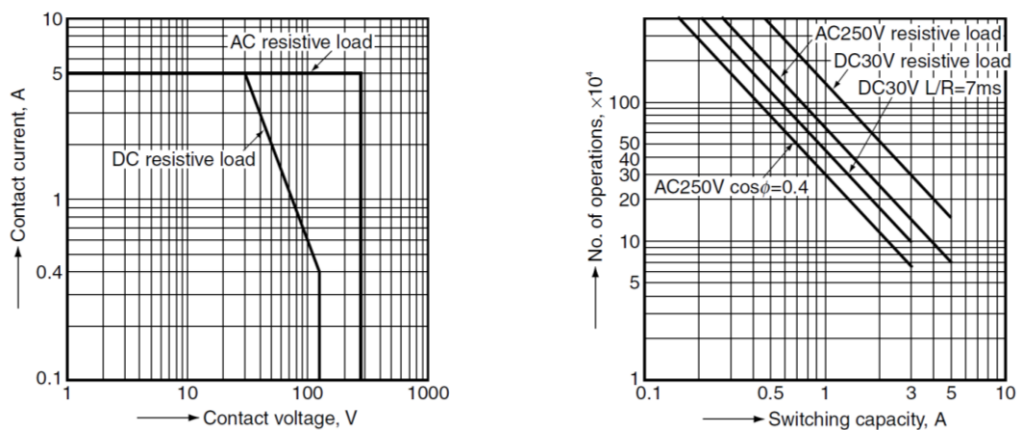 10
5
1
0.4
0.1
Contact current, A
AC resistive load
DC resistive load
1
10
100
1000
Contact voltage, V
100
50
40
30
20
10
5
1
No. of operations, ×10⁴
AC250V resistive load
DC30V resistive load
DC30V L/R=7ms
AC250V cosϕ=0.4
0.1
0.5
1
3
5
10
Switching capacity, A